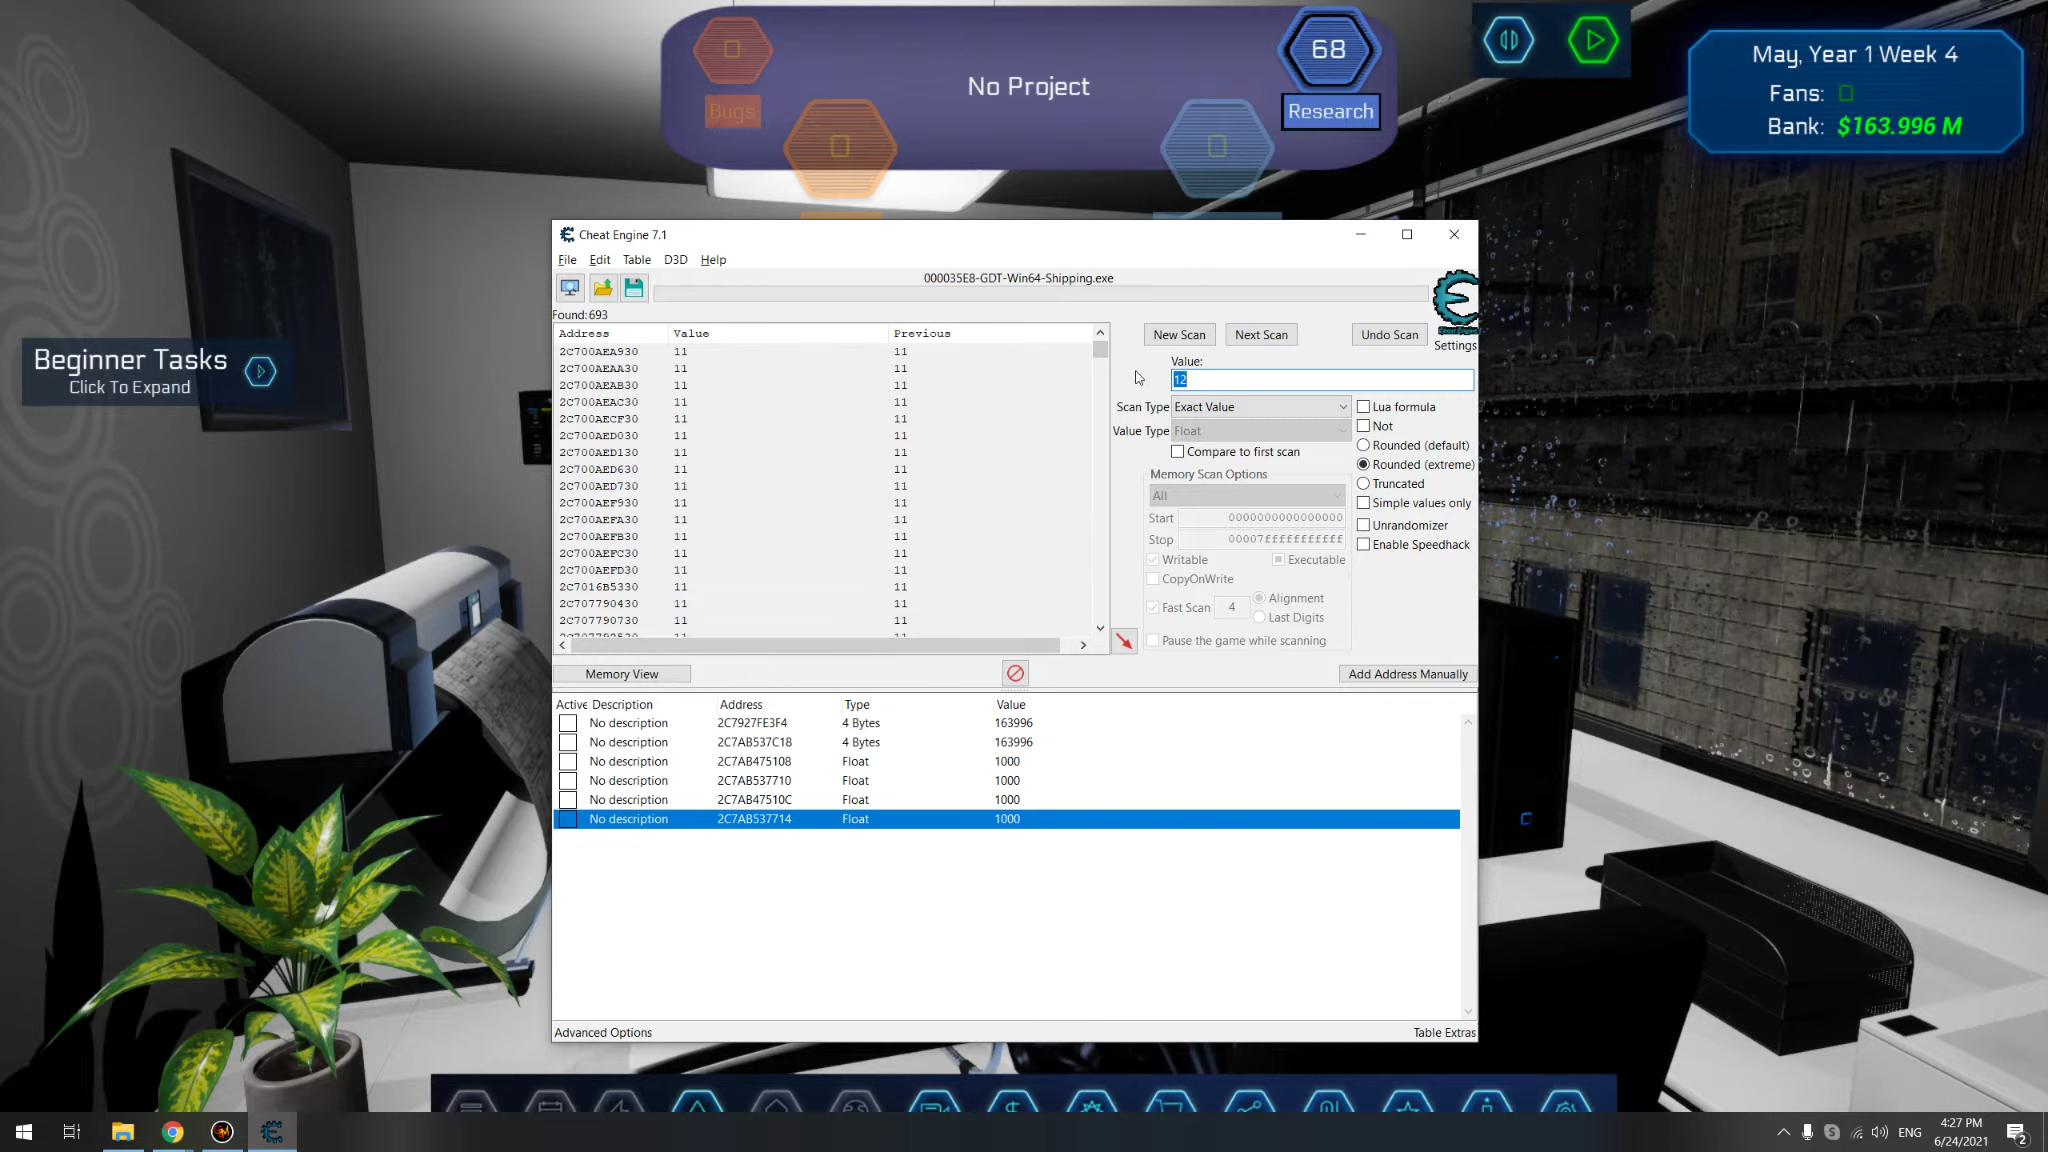 0
Bugs
0
No Project
0
68
Research
May, Year 1 Week 4
Fans: 0
Bank: $163.996 M
Beginner Tasks
Click To Expand
Cheat Engine 7.1
File Edit Table D3D Help
000035E8-GDT-Win64-Shipping.exe
Found:693
Settings
Address Value Previous
2C700AEA930 11 11
2C700AEAA30 11 11
2C700AEAB30 11 11
2C700AEAC30 11 11
2C700AECF30 11 11
2C700AED030 11 11
2C700AED130 11 11
2C700AED630 11 11
2C700AED730 11 11
2C700AEF930 11 11
2C700AEFA30 11 11
2C700AEFB30 11 11
2C700AEFC30 11 11
2C700AEFD30 11 11
2C7016B5330 11 11
2C707790430 11 11
2C707790730 11 11
New Scan Next Scan Undo Scan
Value:
12
Scan Type Exact Value
Value Type Float
Compare to first scan
Lua formula
Not
Rounded (default)
Rounded (extreme)
Truncated
Simple values only
Unrandomizer
Enable Speedhack
Memory Scan Options
All
Start 0000000000000000
Stop 00007fffffffffff
Writable Executable
CopyOnWrite
Fast Scan 4 Alignment
Last Digits
Pause the game while scanning
Memory View Add Address Manually
Active Description Address Type Value
No description 2C7927FE3F4 4 Bytes 163996
No description 2C7AB537C18 4 Bytes 163996
No description 2C7AB475108 Float 1000
No description 2C7AB537710 Float 1000
No description 2C7AB47510C Float 1000
No description 2C7AB537714 Float 1000
Advanced Options Table Extras
ENG
4:27 PM
6/24/2021
2